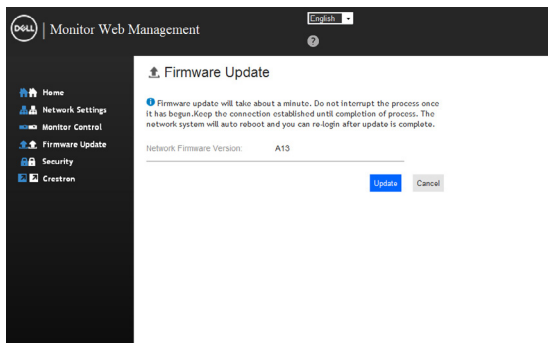 DELL | Monitor Web Management
English
?
Firmware Update
Home
Network Settings
Monitor Control
Firmware Update
Security
Crestron
Firmware update will take about a minute. Do not interrupt the process once
it has begun.Keep the connection established until completion of process. The
network system will auto reboot and you can re-login after update is complete.
Network Firmware Version: A13
Update Cancel